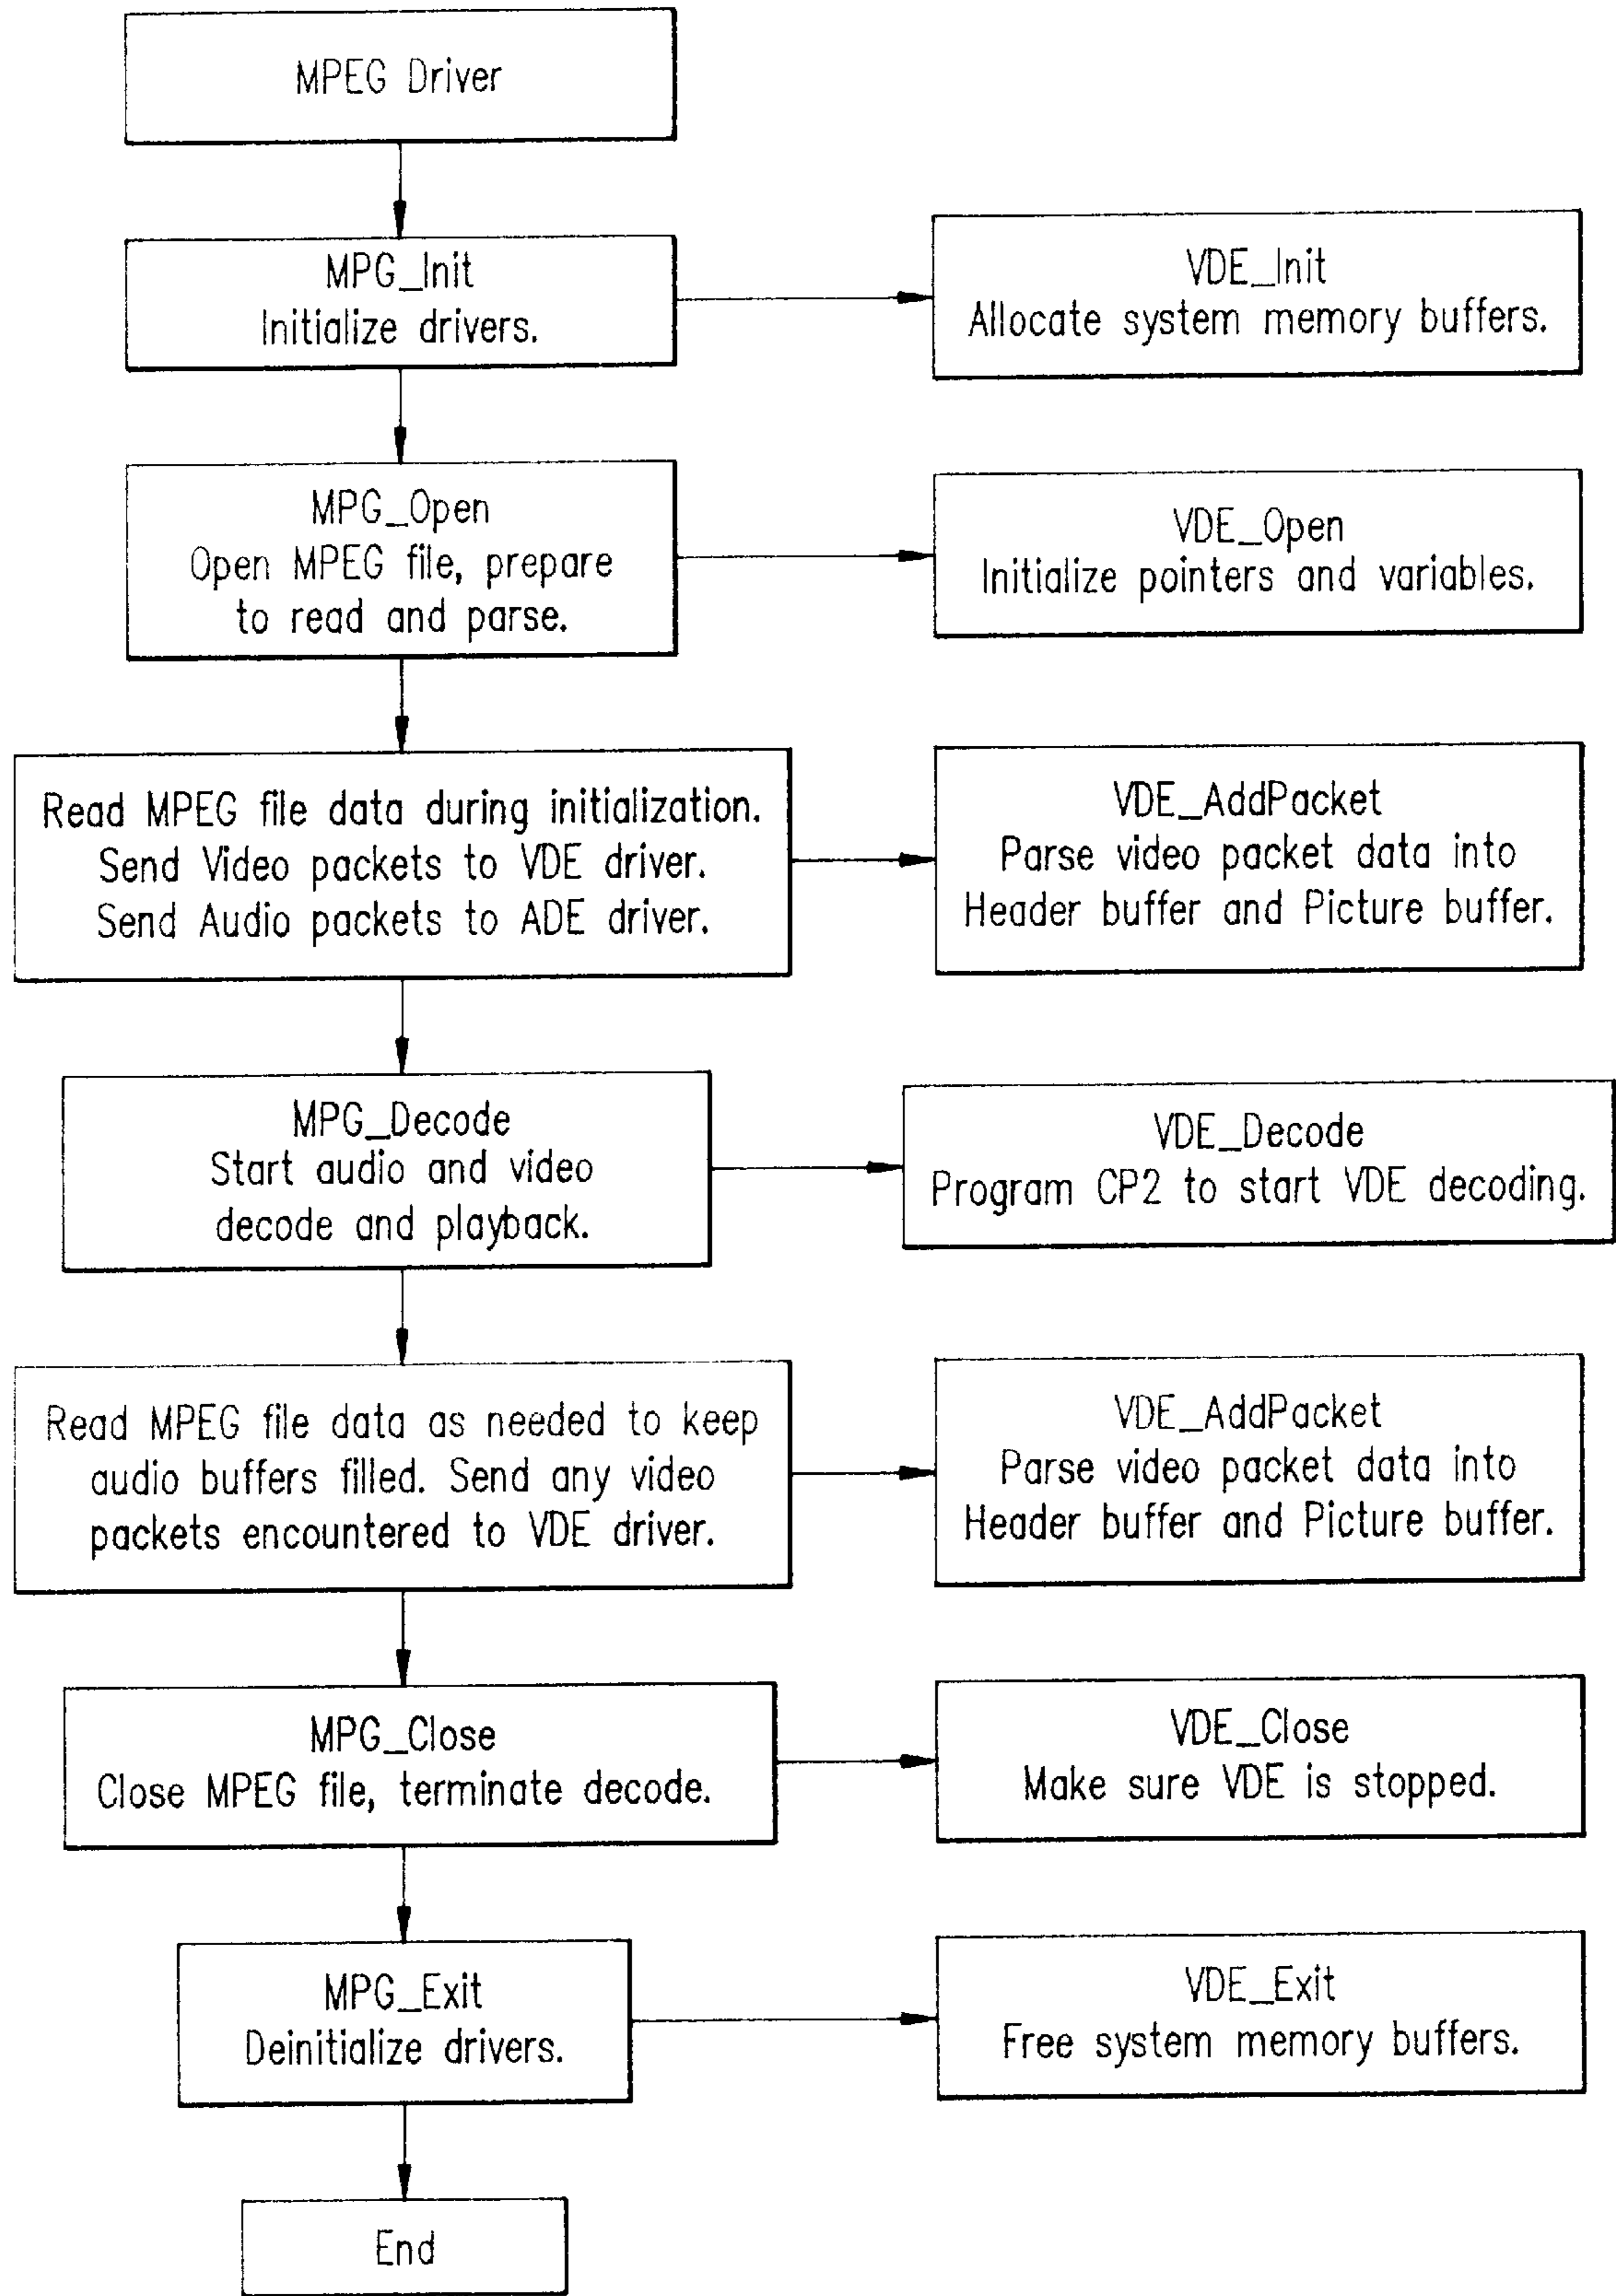 MPEG Driver
MPG_Init
Initialize drivers.
VDE_Init
Allocate system memory buffers.
MPG_Open
Open MPEG file, prepare
to read and parse.
VDE_Open
Initialize pointers and variables.
Read MPEG file data during initialization.
Send Video packets to VDE driver.
Send Audio packets to ADE driver.
VDE_AddPacket
Parse video packet data into
Header buffer and Picture buffer.
MPG_Decode
Start audio and video
decode and playback.
VDE_Decode
Program CP2 to start VDE decoding.
Read MPEG file data as needed to keep
audio buffers filled. Send any video
packets encountered to VDE driver.
VDE_AddPacket
Parse video packet data into
Header buffer and Picture buffer.
MPG_Close
Close MPEG file, terminate decode.
VDE_Close
Make sure VDE is stopped.
MPG_Exit
Deinitialize drivers.
VDE_Exit
Free system memory buffers.
End